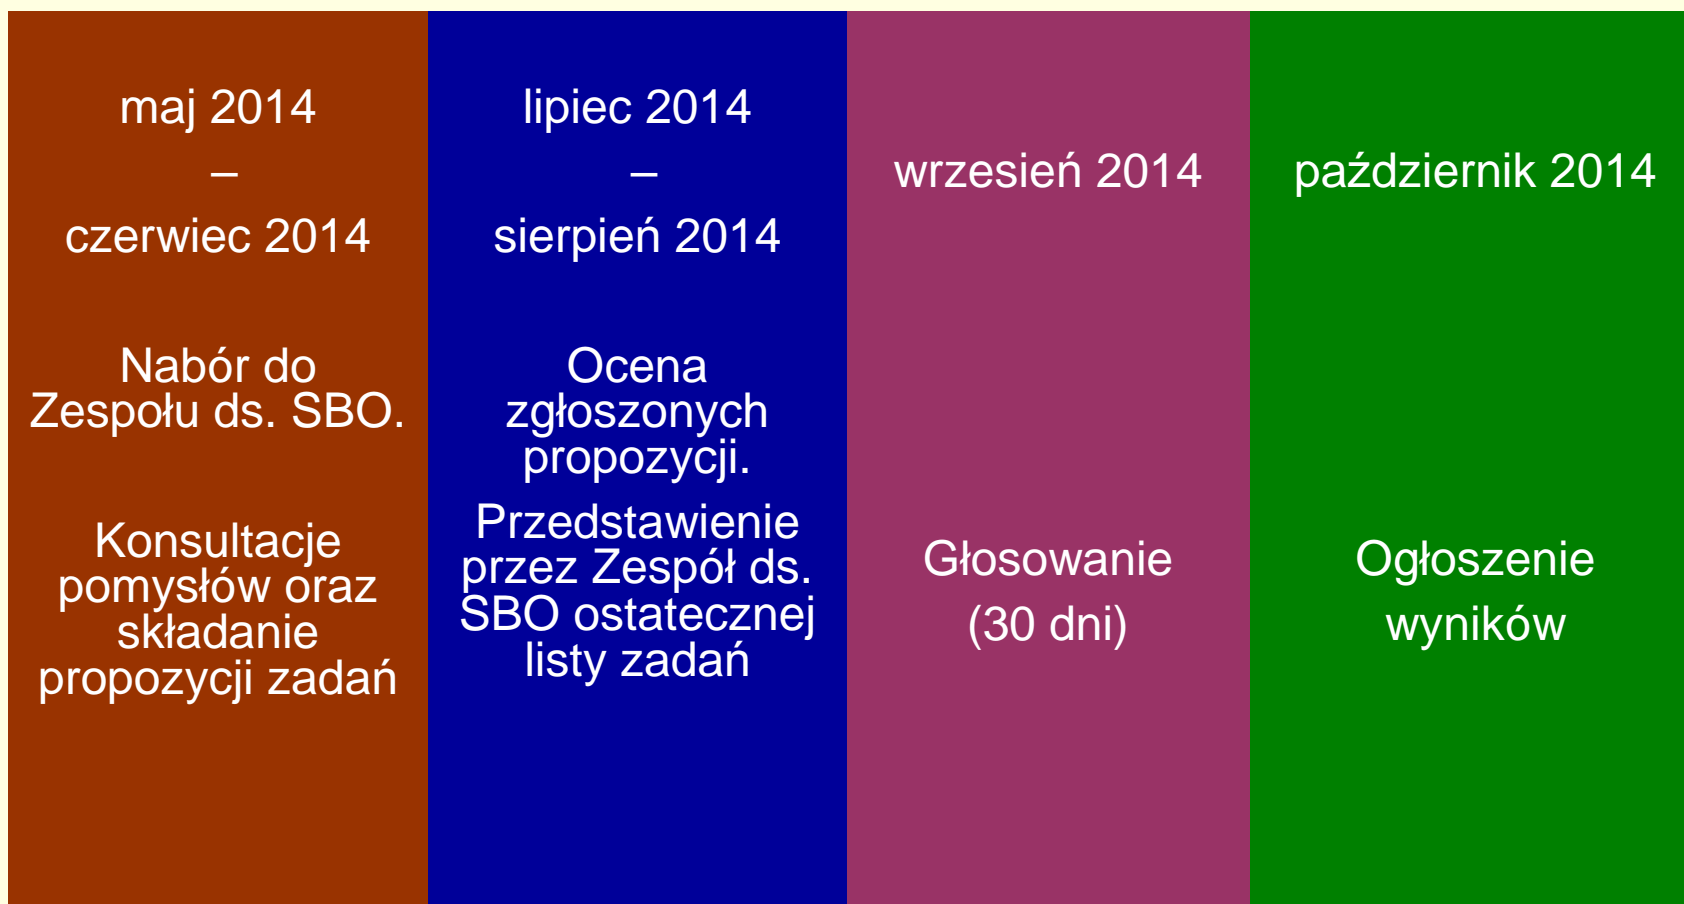 maj 2014
–
czerwiec 2014
Nabór do
Zespołu ds. SBO.
Konsultacje
pomysłów oraz
składanie
propozycji zadań
lipiec 2014
–
sierpień 2014
Ocena
zgłoszonych
propozycji.
Przedstawienie
przez Zespół ds.
SBO ostatecznej
listy zadań
wrzesień 2014
Głosowanie
(30 dni)
październik 2014
Ogłoszenie
wyników